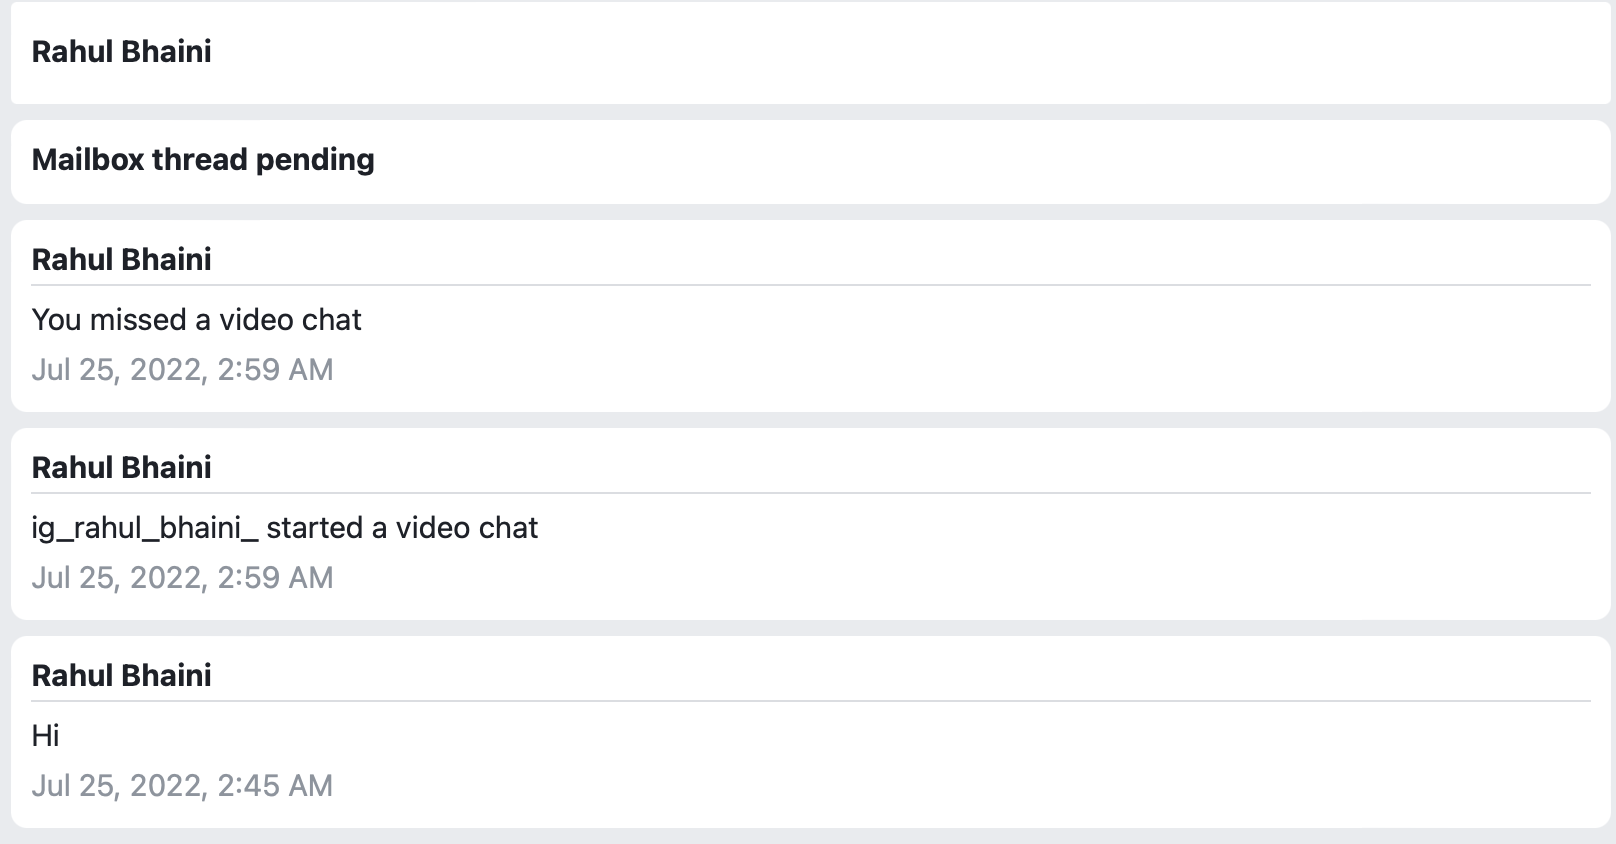 Rahul Bhaini
Mailbox thread pending
Rahul Bhaini
You missed a video chat
Jul 25, 2022, 2:59 AM
Rahul Bhaini
ig_rahul_bhaini_ started a video chat
Jul 25, 2022, 2:59 AM
Rahul Bhaini
Hi
Jul 25, 2022, 2:45 AM